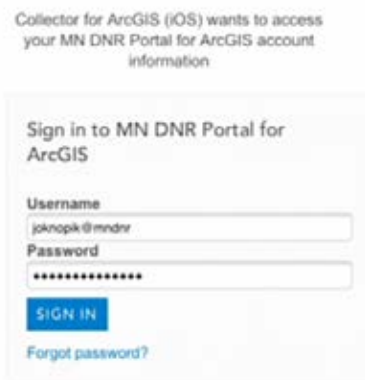 Collector for ArcGIS (iOS) wants to access
your MN DNR Portal for ArcGIS account
information
Sign in to MN DNR Portal for
ArcGIS
Username
joknopik@mndnr
Password
••••••••••••••
SIGN IN
Forgot password?